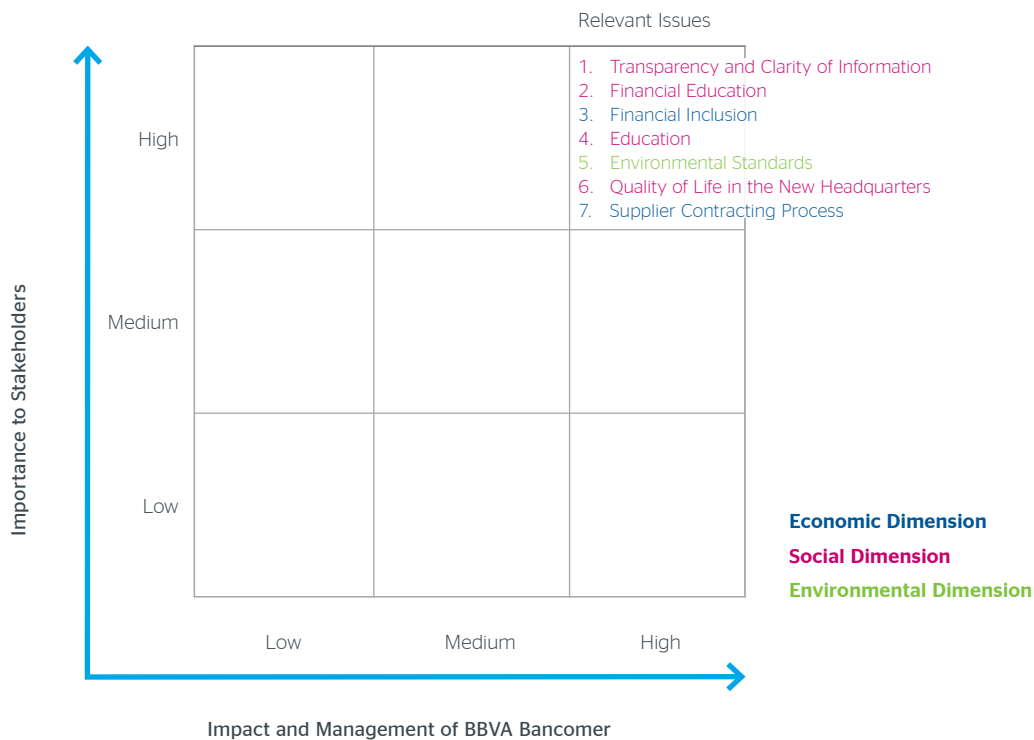 Relevant Issues
1. Transparency and Clarity of Information
2. Financial Education
3. Financial Inclusion
4. Education
5. Environmental Standards
6. Quality of Life in the New Headquarters
7. Supplier Contracting Process
High
Medium
Low
Importance to Stakeholders
Economic Dimension
Social Dimension
Environmental Dimension
Low Medium High
Impact and Management of BBVA Bancomer